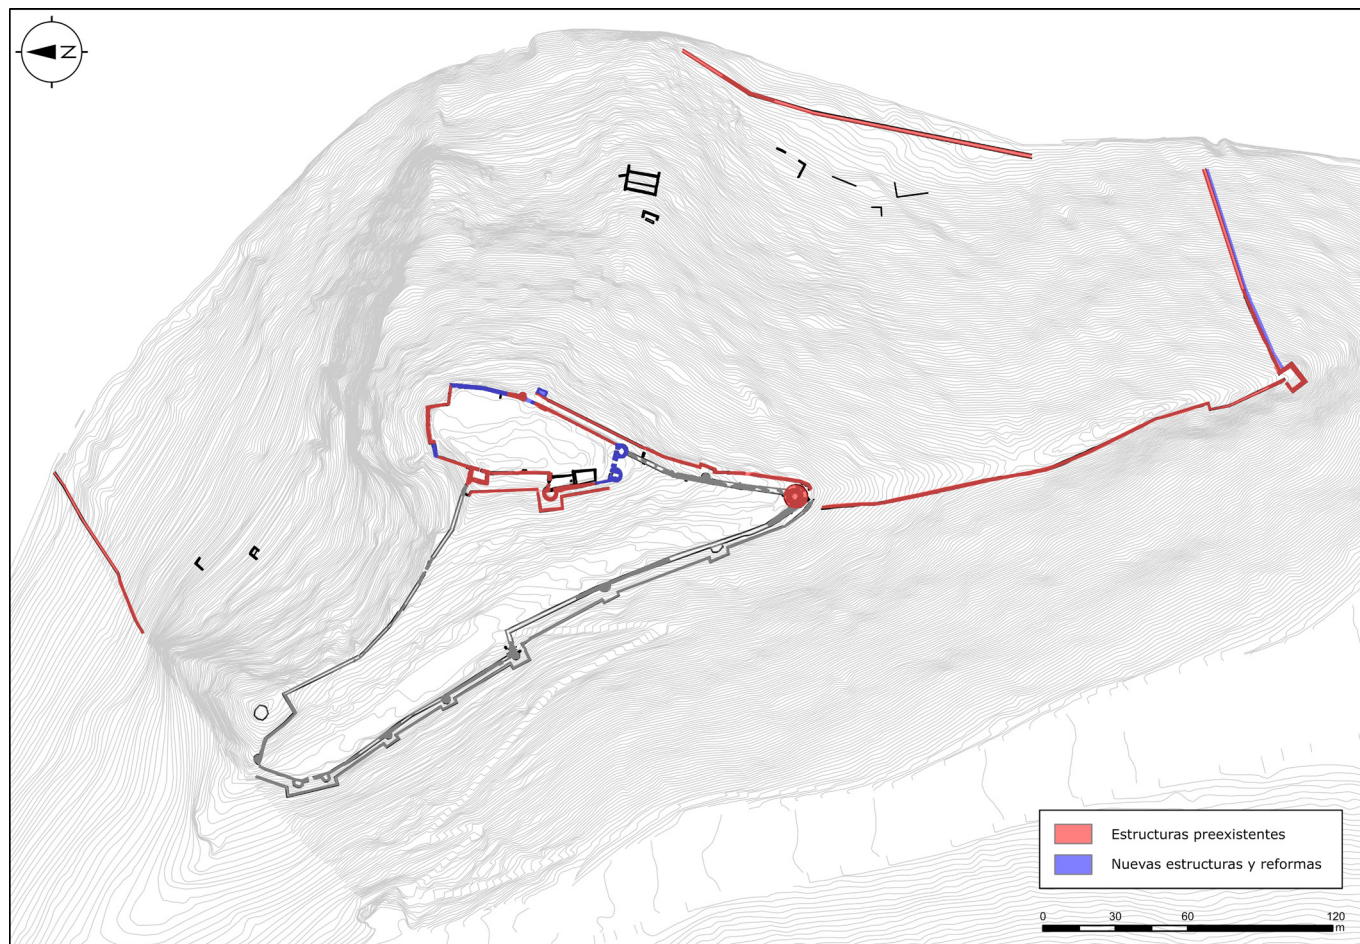 N
Estructuras preexistentes
Nuevas estructuras y reformas
0 30 60 120
m